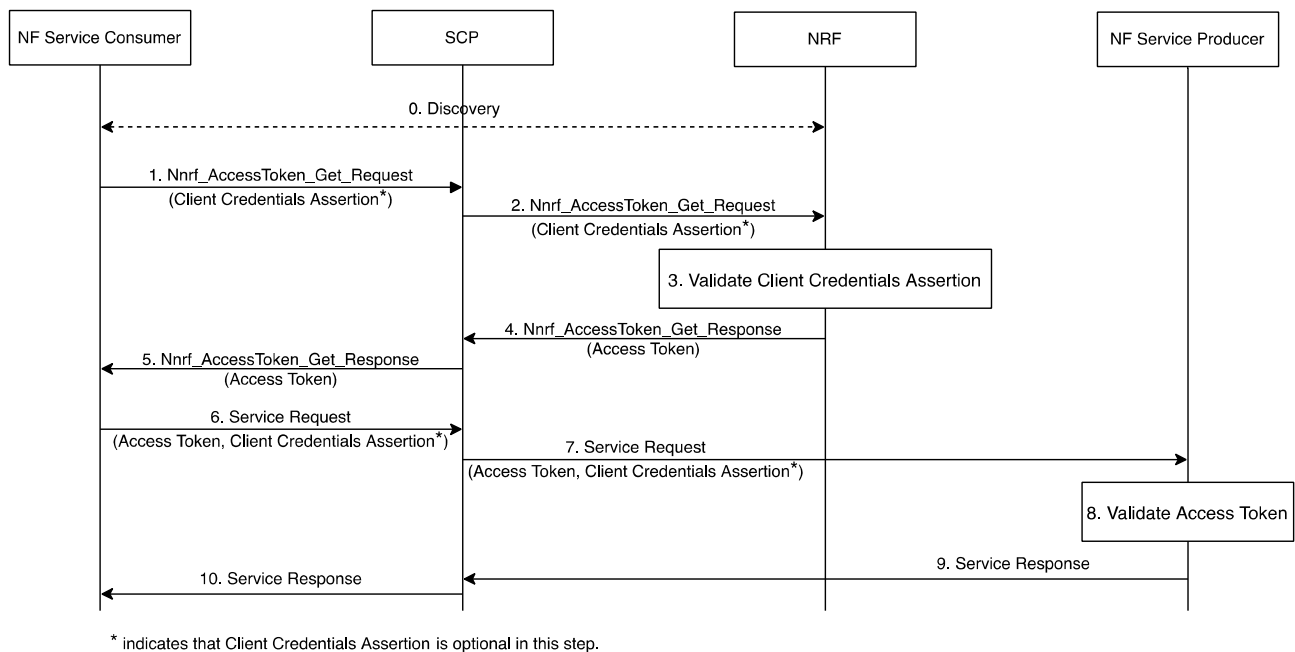 NF Service Consumer
SCP
NRF
NF Service Producer
0. Discovery
1. Nnrf_AccessToken_Get_Request
(Client Credentials Assertion*)
2. Nnrf_AccessToken_Get_Request
(Client Credentials Assertion*)
3. Validate Client Credentials Assertion
4. Nnrf_AccessToken_Get_Response
(Access Token)
5. Nnrf_AccessToken_Get_Response
(Access Token)
6. Service Request
(Access Token, Client Credentials Assertion*)
7. Service Request
(Access Token, Client Credentials Assertion*)
8. Validate Access Token
9. Service Response
10. Service Response
* indicates that Client Credentials Assertion is optional in this step.